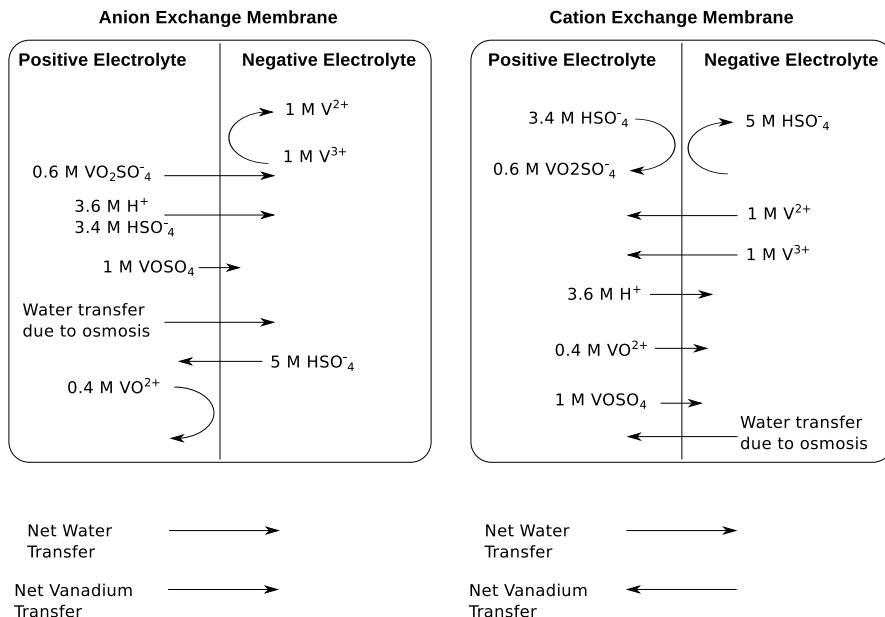 Anion Exchange Membrane
Positive Electrolyte
Negative Electrolyte
1 M V²⁺
1 M V³⁺
0.6 M VO₂SO⁻₄
3.6 M H⁺
3.4 M HSO⁻₄
1 M VOSO₄
Water transfer
due to osmosis
5 M HSO⁻₄
0.4 M VO²⁺
Net Water
Transfer
Net Vanadium
Transfer
Cation Exchange Membrane
Positive Electrolyte
Negative Electrolyte
3.4 M HSO⁻₄
5 M HSO⁻₄
0.6 M VO2SO⁻₄
1 M V²⁺
1 M V³⁺
3.6 M H⁺
0.4 M VO²⁺
1 M VOSO₄
Water transfer
due to osmosis
Net Water
Transfer
Net Vanadium
Transfer